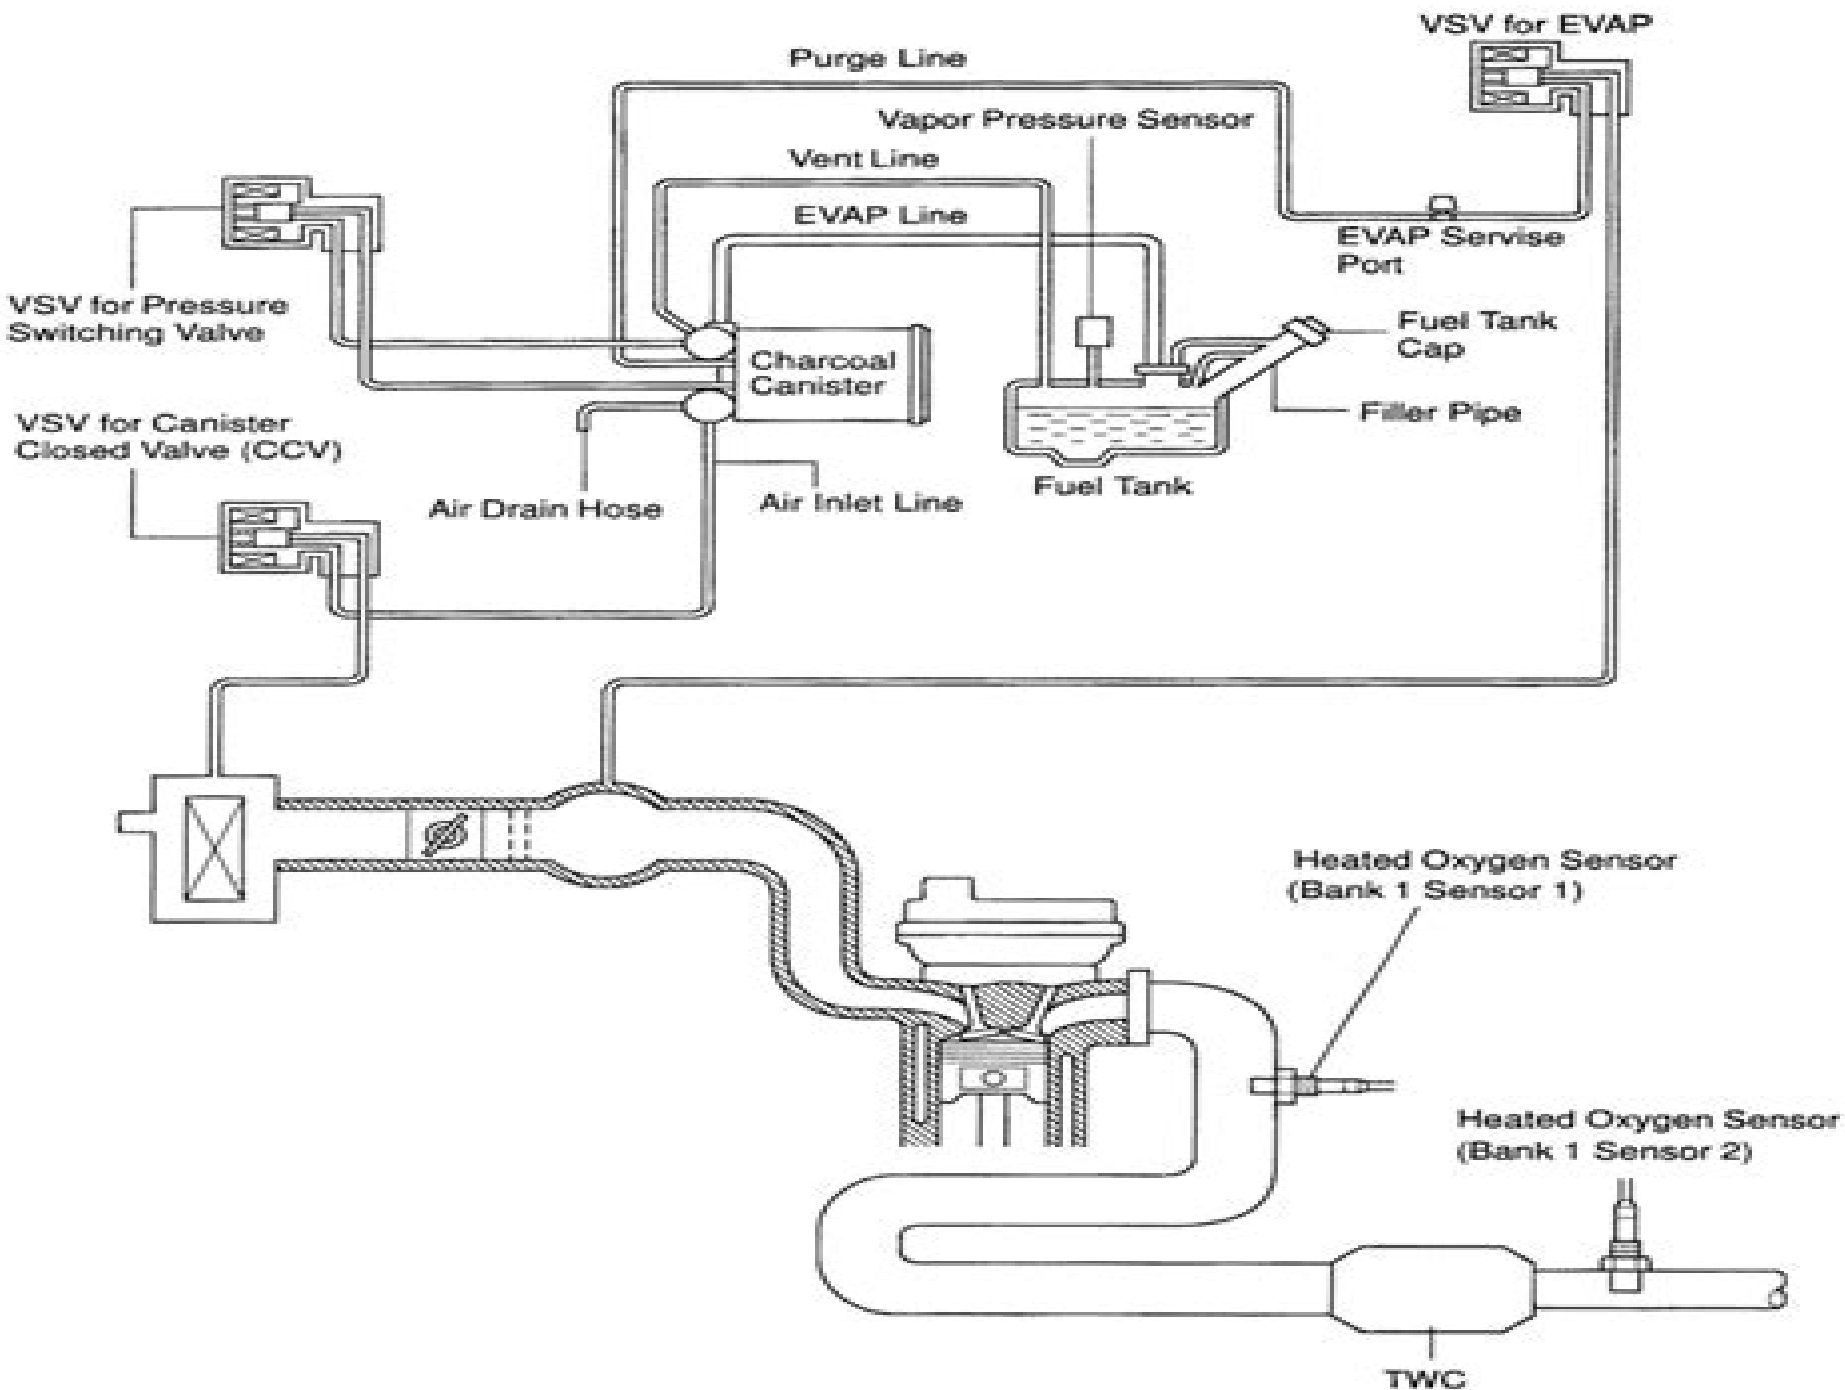 VSV for EVAP
Purge Line
Vapor Pressure Sensor
Vent Line
EVAP Line
EVAP Servise
Port
VSV for Pressure
Switching Valve
Fuel Tank
Cap
Charcoal
Canister
Filler Pipe
VSV for Canister
Closed Valve (CCV)
Fuel Tank
Air Drain Hose
Air Inlet Line
Heated Oxygen Sensor
(Bank 1 Sensor 1)
Heated Oxygen Sensor
(Bank 1 Sensor 2)
TWC